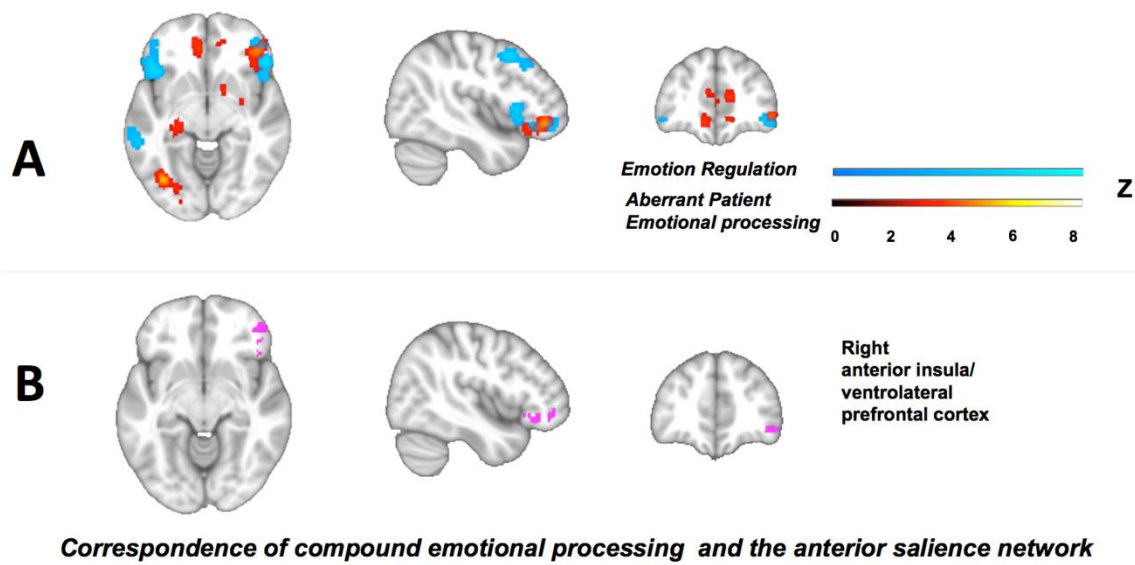 A
Emotion Regulation
Aberrant Patient
Emotional processing
Z
0 2 4 6 8
B
Right
anterior insula/
ventrolateral
prefrontal cortex
Correspondence of compound emotional processing and the anterior salience network